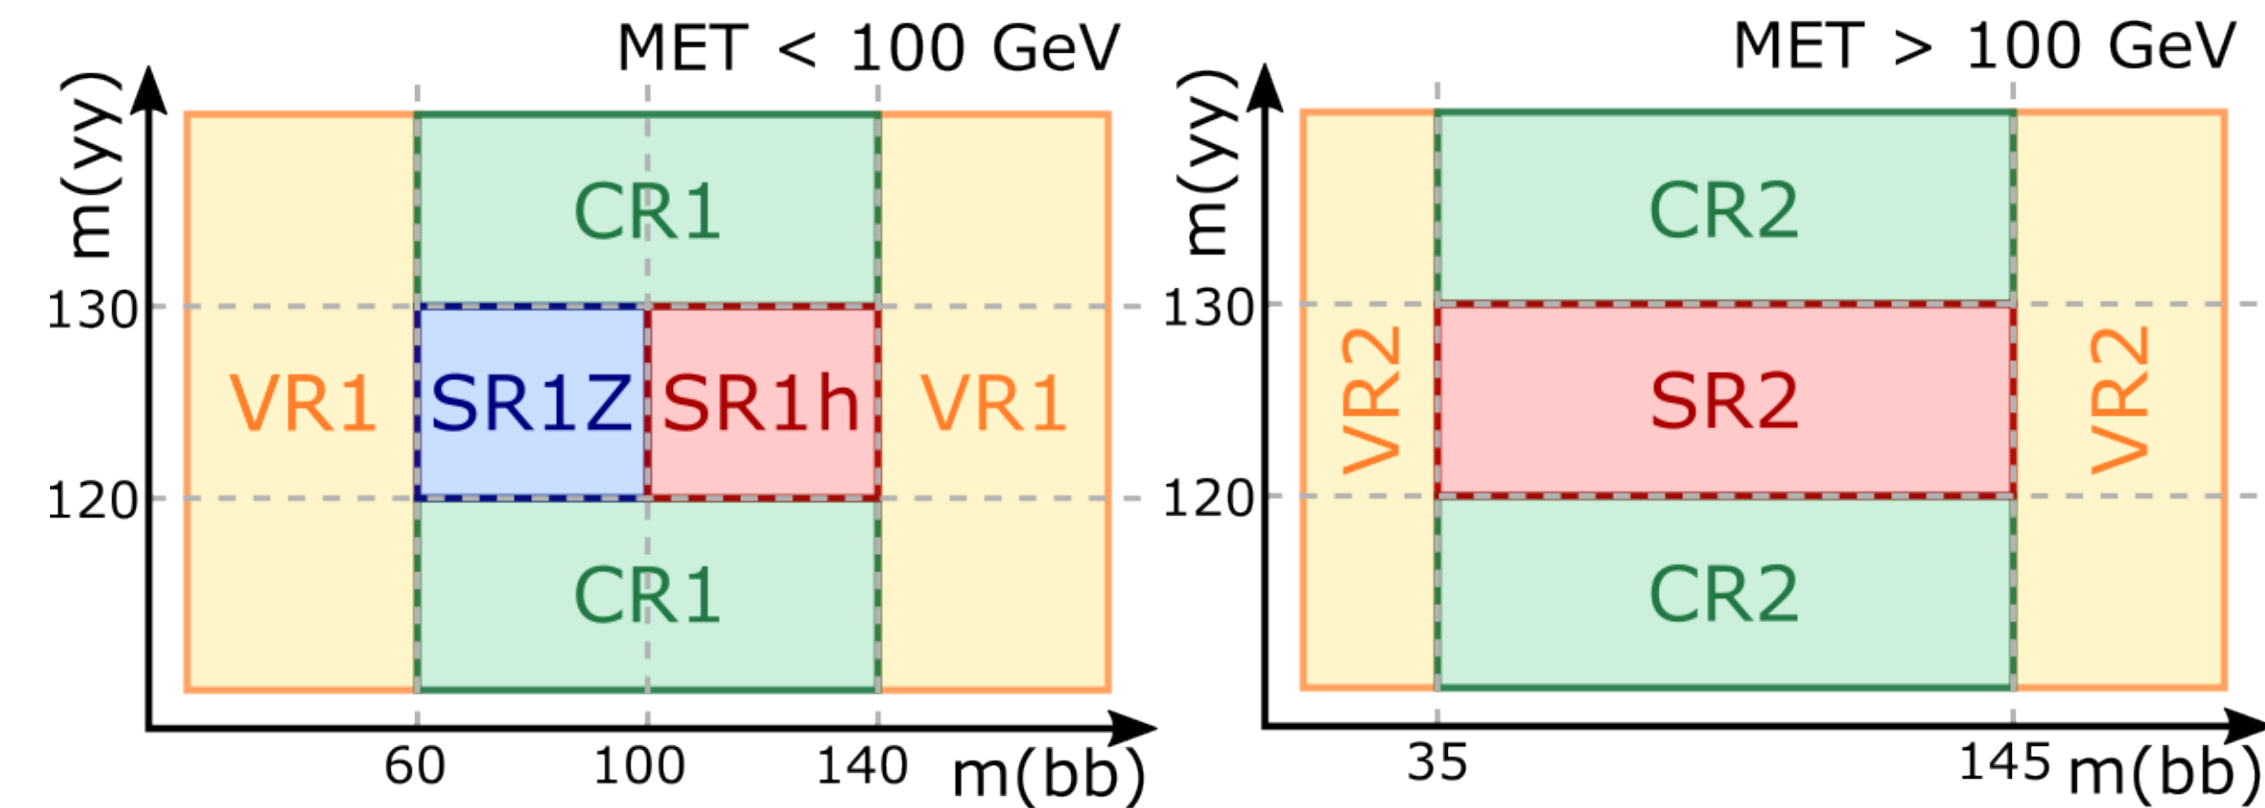 MET < 100 GeV
m(yy)
CR1
130
VR1 SR1Z SR1h VR1
120
CR1
60 100 140 m(bb)
MET > 100 GeV
m(yy)
CR2
130
VR2 SR2 VR2
120
CR2
35 145 m(bb)